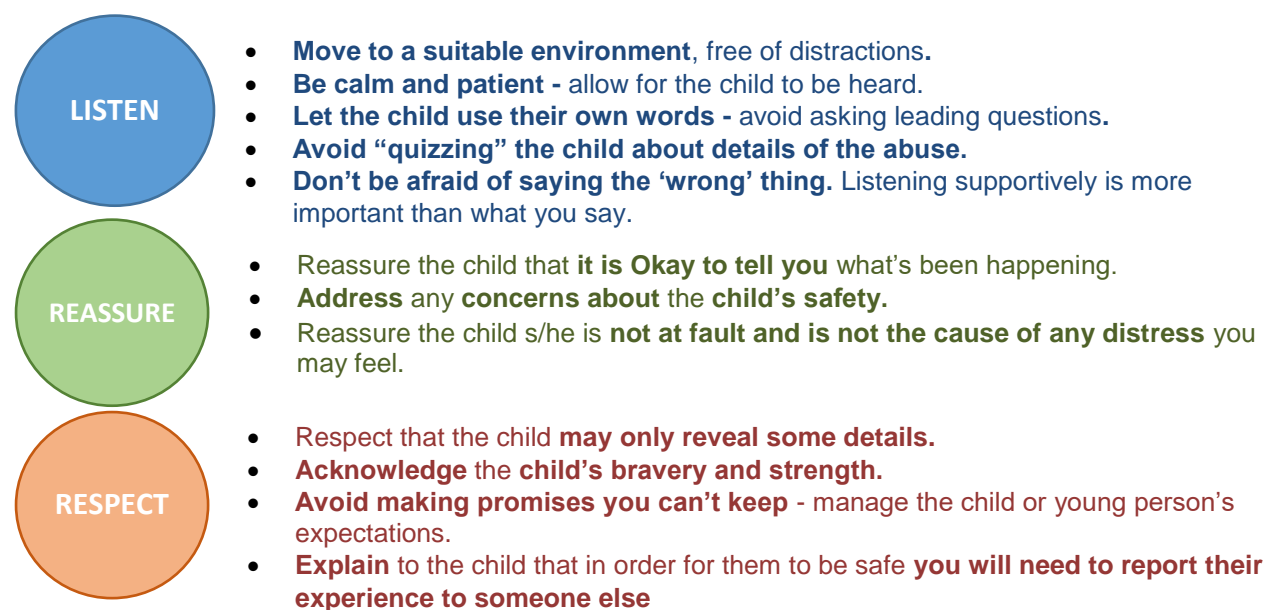 LISTEN
• Move to a suitable environment, free of distractions.
• Be calm and patient - allow for the child to be heard.
• Let the child use their own words - avoid asking leading questions.
• Avoid “quizzing” the child about details of the abuse.
• Don’t be afraid of saying the ‘wrong’ thing. Listening supportively is more
important than what you say.
REASSURE
• Reassure the child that it is Okay to tell you what’s been happening.
• Address any concerns about the child’s safety.
• Reassure the child s/he is not at fault and is not the cause of any distress you
may feel.
RESPECT
• Respect that the child may only reveal some details.
• Acknowledge the child’s bravery and strength.
• Avoid making promises you can’t keep - manage the child or young person’s
expectations.
• Explain to the child that in order for them to be safe you will need to report their
experience to someone else